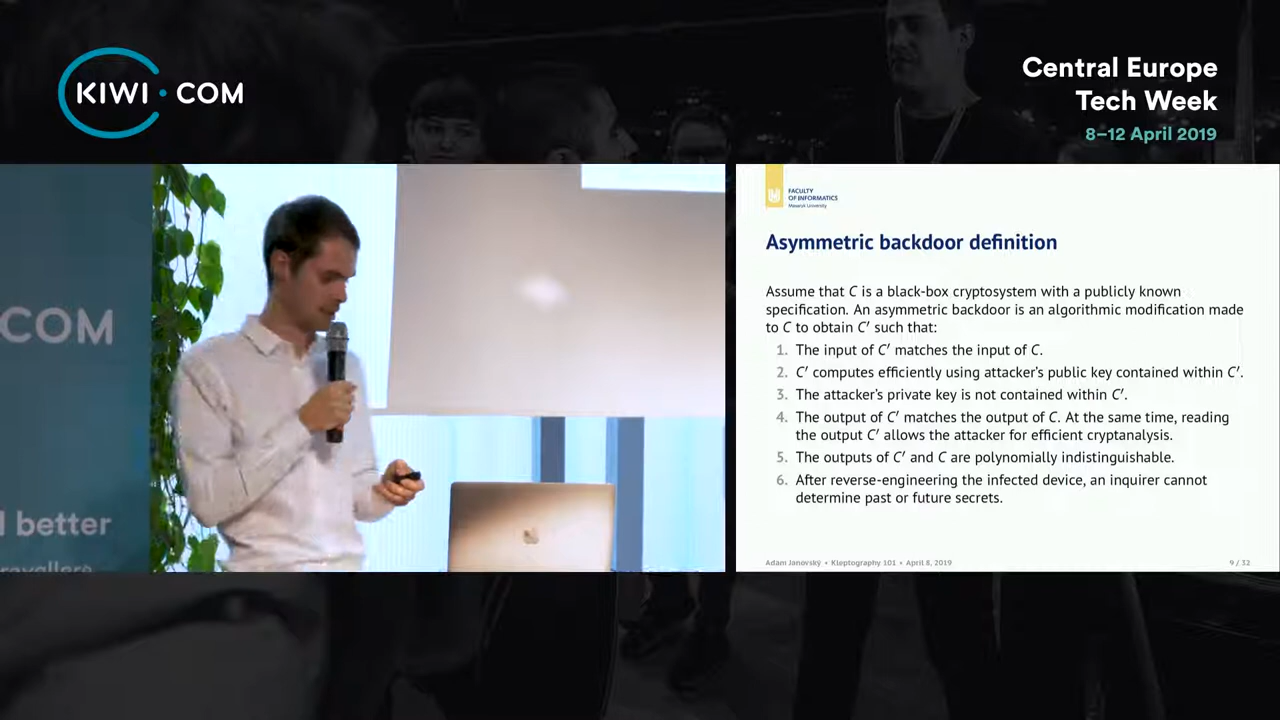 KIWI.COM
Central Europe
Tech Week
8–12 April 2019
.COM
better
FACULTY
OF INFORMATICS
Masaryk University
Asymmetric backdoor definition
Assume that C is a black-box cryptosystem with a publicly known
specification. An asymmetric backdoor is an algorithmic modification made
to C to obtain C′ such that:
1. The input of C′ matches the input of C.
2. C′ computes efficiently using attacker's public key contained within C′.
3. The attacker's private key is not contained within C′.
4. The output of C′ matches the output of C. At the same time, reading
the output C′ allows the attacker for efficient cryptanalysis.
5. The outputs of C′ and C are polynomially indistinguishable.
6. After reverse-engineering the infected device, an inquirer cannot
determine past or future secrets.
Adam Janovský • Kleptography 101 • April 8, 2019
9 / 32